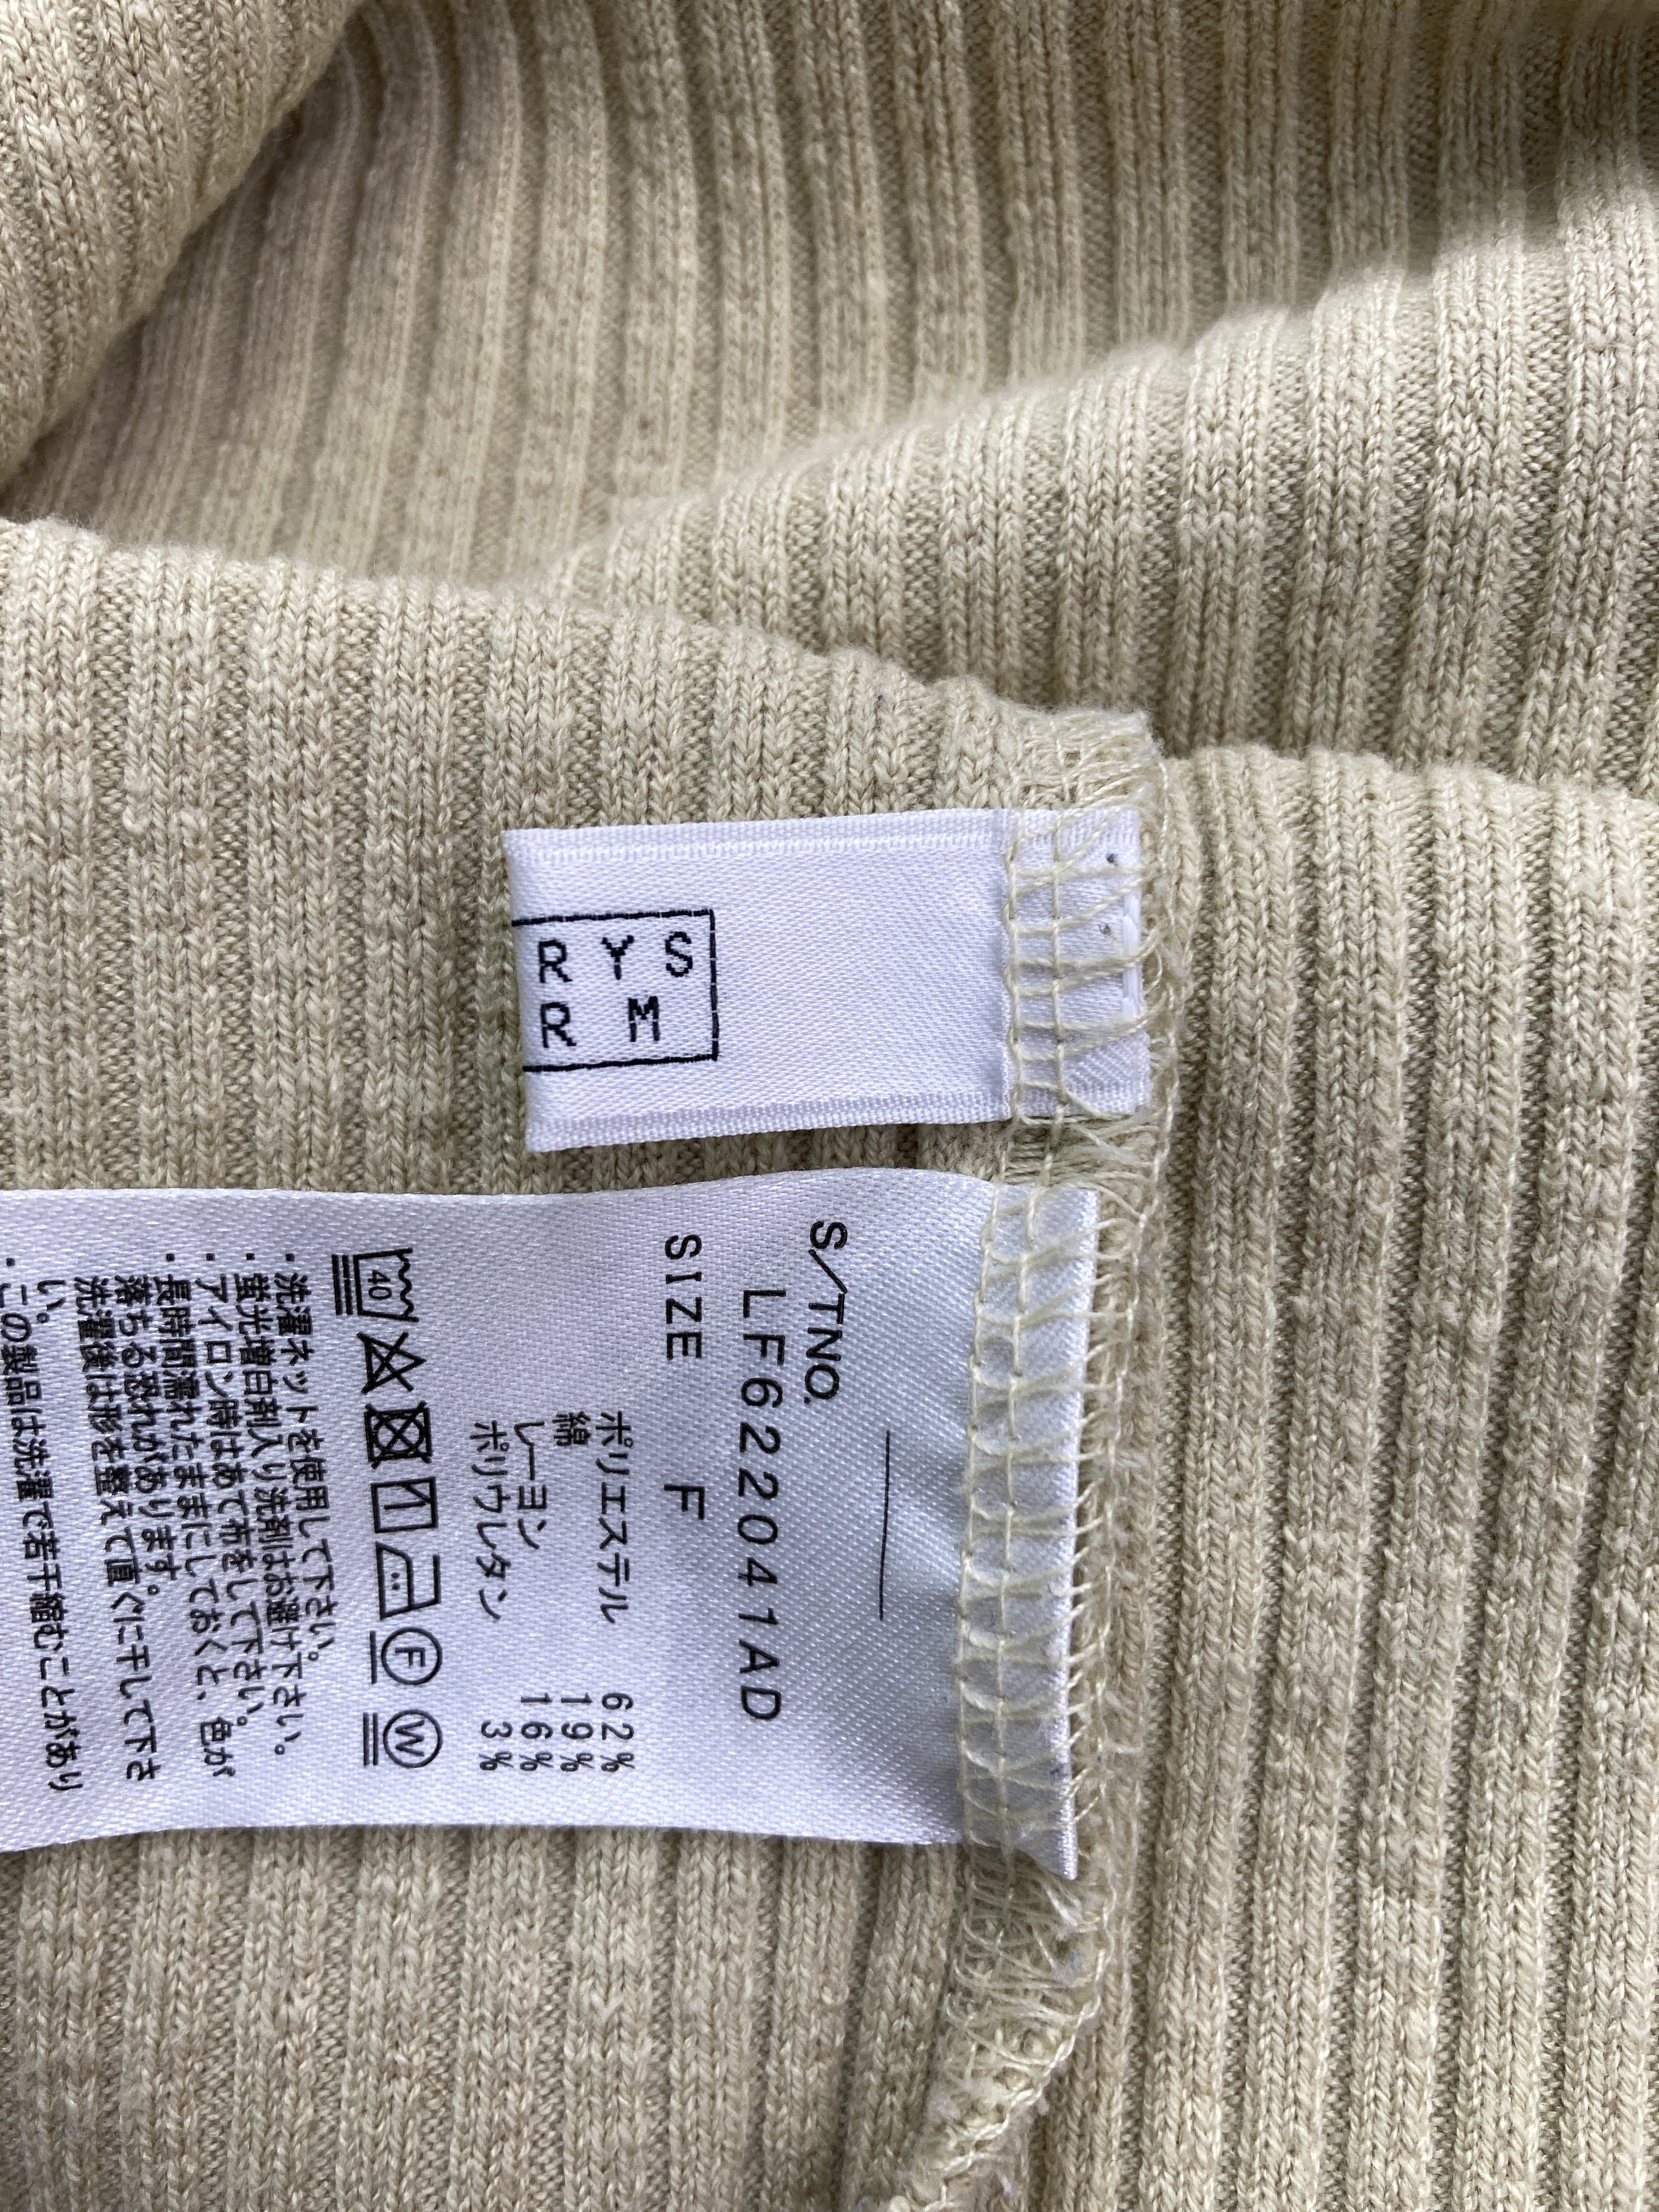 RYS
R M
S/TNO.
LF622041AD
SIZE F
ポリエステル 62%
綿 19%
レーヨン 16%
ポリウレタン 3%
40
F
W
・洗濯ネットを使用して下さい。
・蛍光増白剤入り洗剤はお避け下さい。
・アイロン時はあて布をして下さい。
・長時間濡れたままにしておくと、色が
落ちる恐れがあります。
・洗濯後は形を整えて直ぐに干して下さ
い。
・この製品は洗濯で若干縮むことがあり